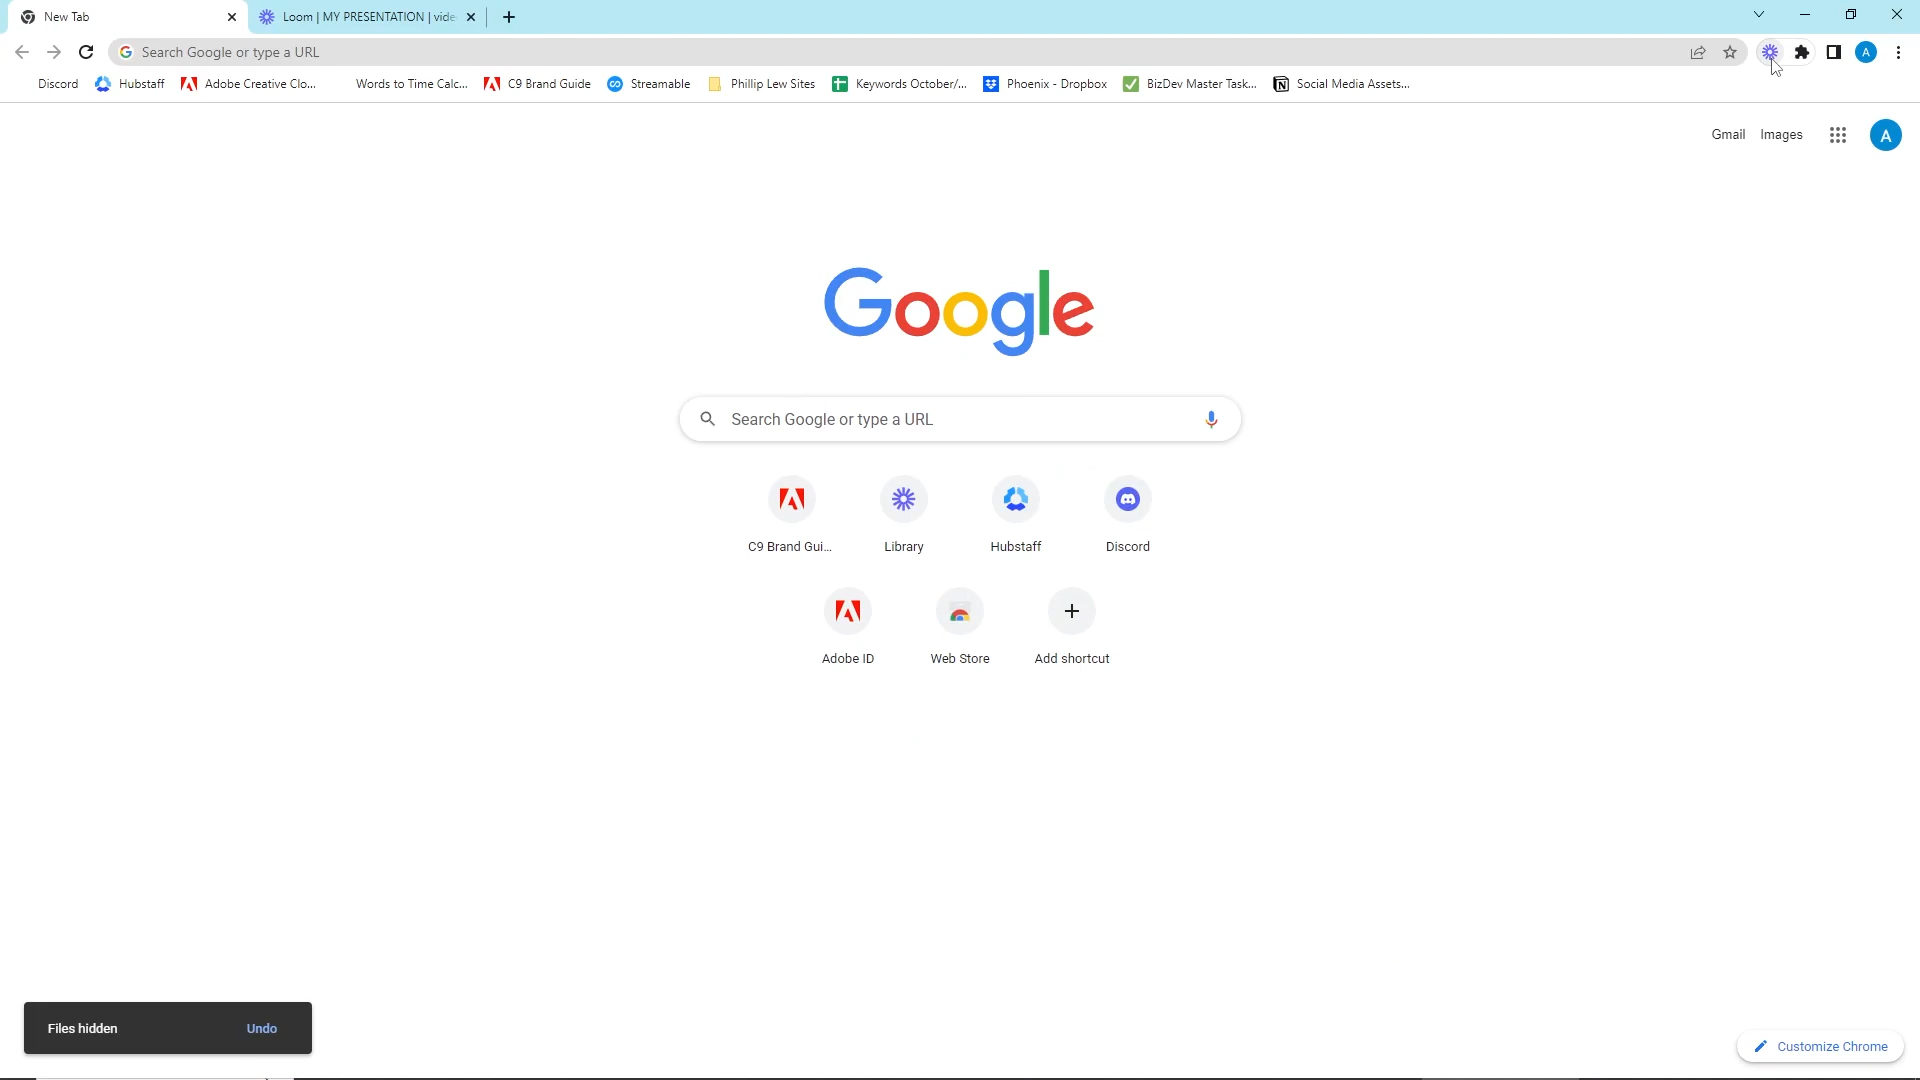 New Tab
Loom | MY PRESENTATION | vide
Search Google or type a URL
A
Discord
Hubstaff
Adobe Creative Clo...
Words to Time Calc...
C9 Brand Guide
Streamable
Phillip Lew Sites
Keywords October/...
Phoenix - Dropbox
BizDev Master Task...
Social Media Assets...
Gmail
Images
A
Google
Search Google or type a URL
C9 Brand Gui...
Library
Hubstaff
Discord
Adobe ID
Web Store
Add shortcut
Files hidden
Undo
Customize Chrome